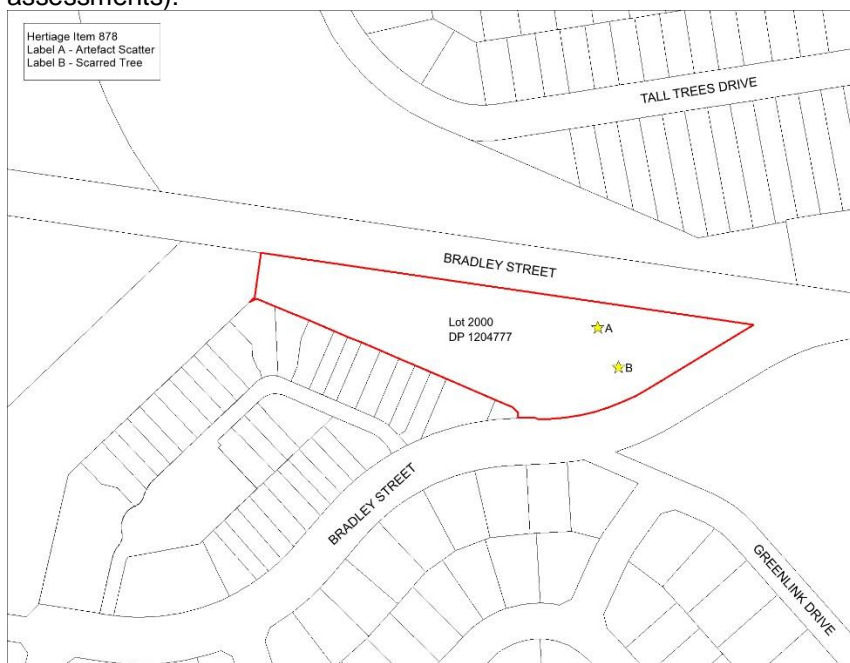 assessments).
Hertiage Item 878
Label A - Artefact Scatter
Label B - Scarred Tree
TALL TREES DRIVE
BRADLEY STREET
Lot 2000
DP 1204777
A
B
BRADLEY STREET
GREENLINK DRIVE